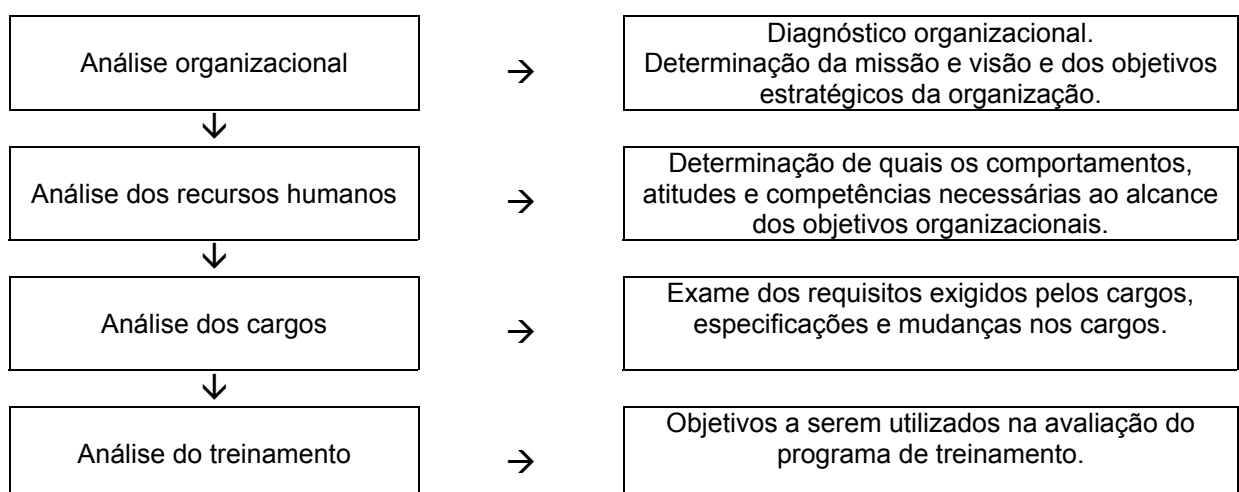 Análise organizacional
→
Diagnóstico organizacional.
Determinação da missão e visão e dos objetivos
estratégicos da organização.
↓
Análise dos recursos humanos
→
Determinação de quais os comportamentos,
atitudes e competências necessárias ao alcance
dos objetivos organizacionais.
↓
Análise dos cargos
→
Exame dos requisitos exigidos pelos cargos,
especificações e mudanças nos cargos.
↓
Análise do treinamento
→
Objetivos a serem utilizados na avaliação do
programa de treinamento.